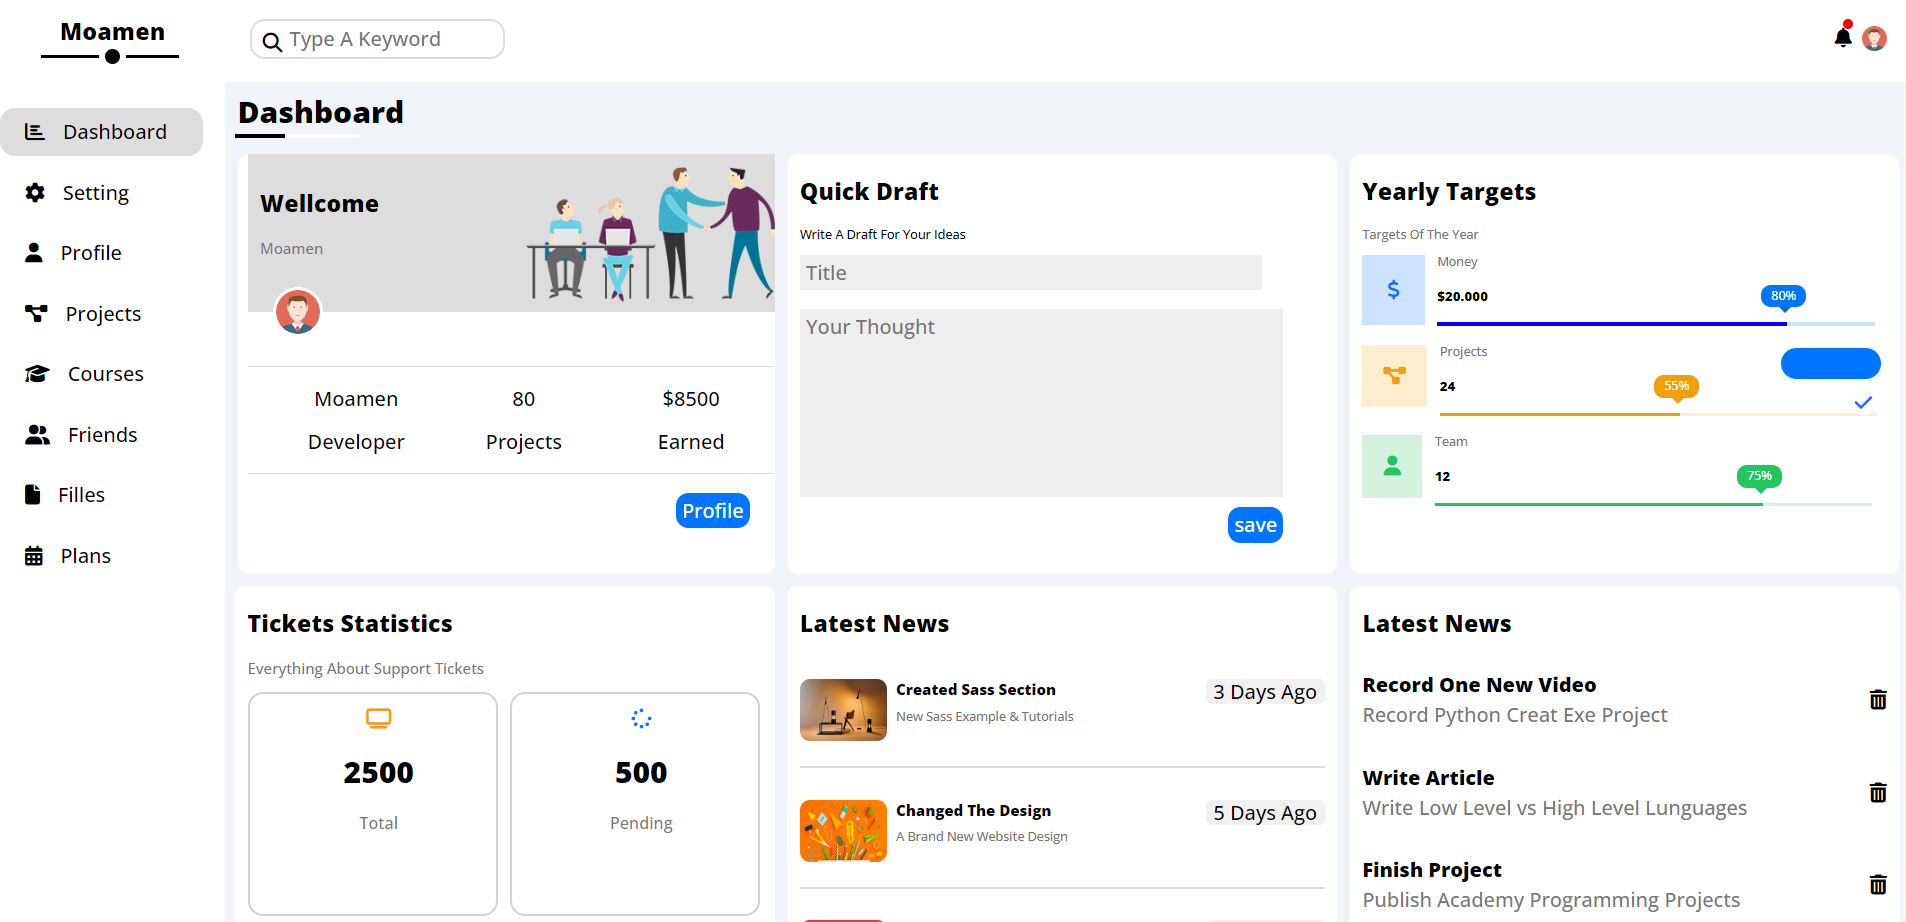 Moamen
Type A Keyword
Dashboard
Setting
Profile
Projects
Courses
Friends
Filles
Plans
Dashboard
Wellcome
Moamen
Moamen 80 $8500
Developer Projects Earned
Profile
Quick Draft
Write A Draft For Your Ideas
Title
Your Thought
save
Yearly Targets
Targets Of The Year
Money
$20.000
80%
Projects
24
55%
Team
12
75%
Tickets Statistics
Everything About Support Tickets
2500
Total
500
Pending
Latest News
Created Sass Section
New Sass Example & Tutorials
3 Days Ago
Changed The Design
A Brand New Website Design
5 Days Ago
Latest News
Record One New Video
Record Python Creat Exe Project
Write Article
Write Low Level vs High Level Lunguages
Finish Project
Publish Academy Programming Projects